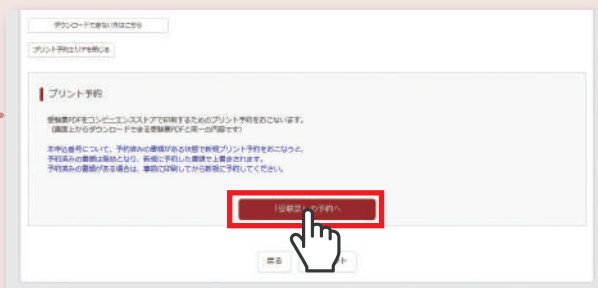 ダウンロードできない方はこちら
プリント予約エリアを閉じる
プリント予約
受験票PDFをコンビニエンスストアで印刷するためのプリント予約をおこないます。
（画面上からダウンロードできる受験票PDFと同一の内容です）
本申込番号について、予約済みの書類がある状態で新規プリント予約をおこなうと、
予約済みの書類は無効となり、新規に予約した書類で上書きされます。
予約済みの書類がある場合は、事前に印刷してから新規に予約してください。
「受験票」の予約へ
戻る
ト